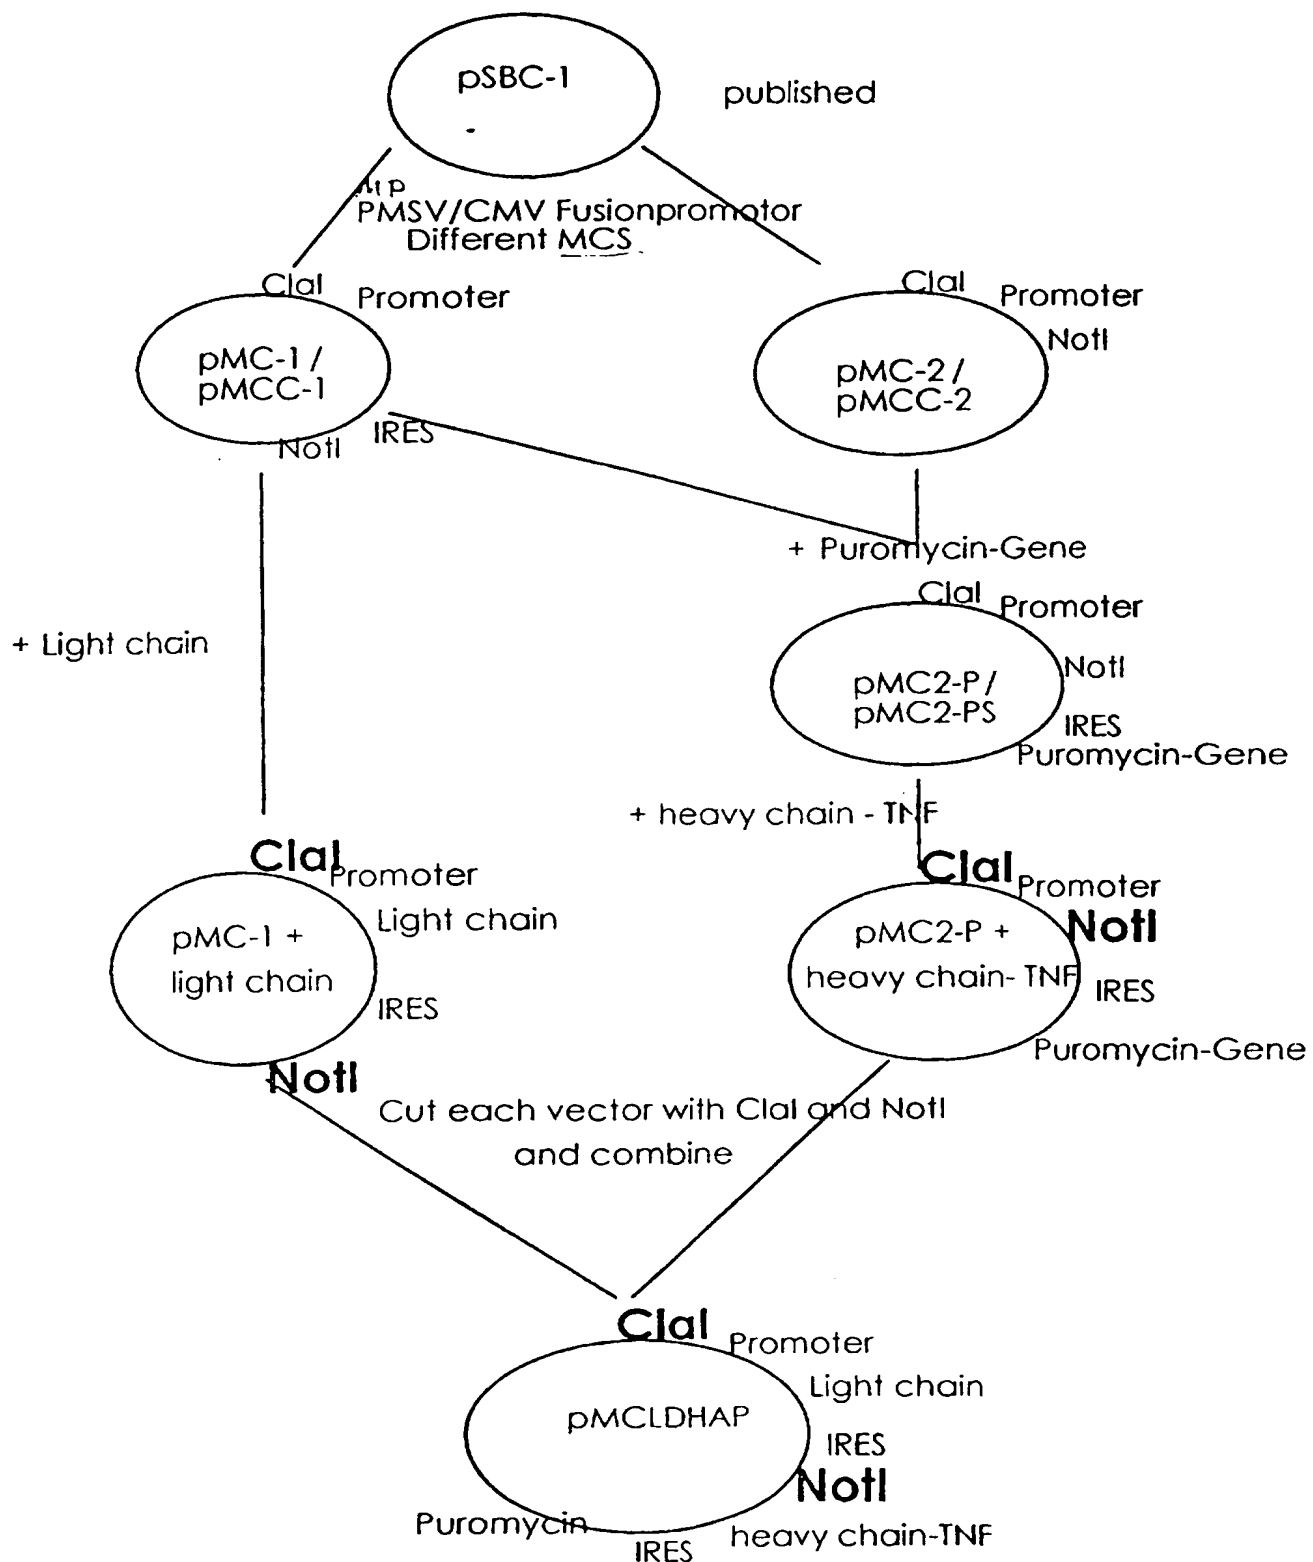 pSBC-1
published
PMSV/CMV Fusionpromotor
Different MCS
ClaI
Promoter
pMC-1 /
pMCC-1
IRES
NotI
ClaI
Promoter
NotI
pMC-2 /
pMCC-2
+ Puromycin-Gene
ClaI
Promoter
NotI
pMC2-P /
pMC2-PS
IRES
Puromycin-Gene
+ Light chain
+ heavy chain - TNF
ClaI
Promoter
Light chain
pMC-1 +
light chain
IRES
NotI
ClaI
Promoter
NotI
pMC2-P +
heavy chain- TNF
IRES
Puromycin-Gene
Cut each vector with ClaI and NotI
and combine
ClaI
Promoter
Light chain
pMCLDHAP
IRES
NotI
heavy chain-TNF
IRES
Puromycin